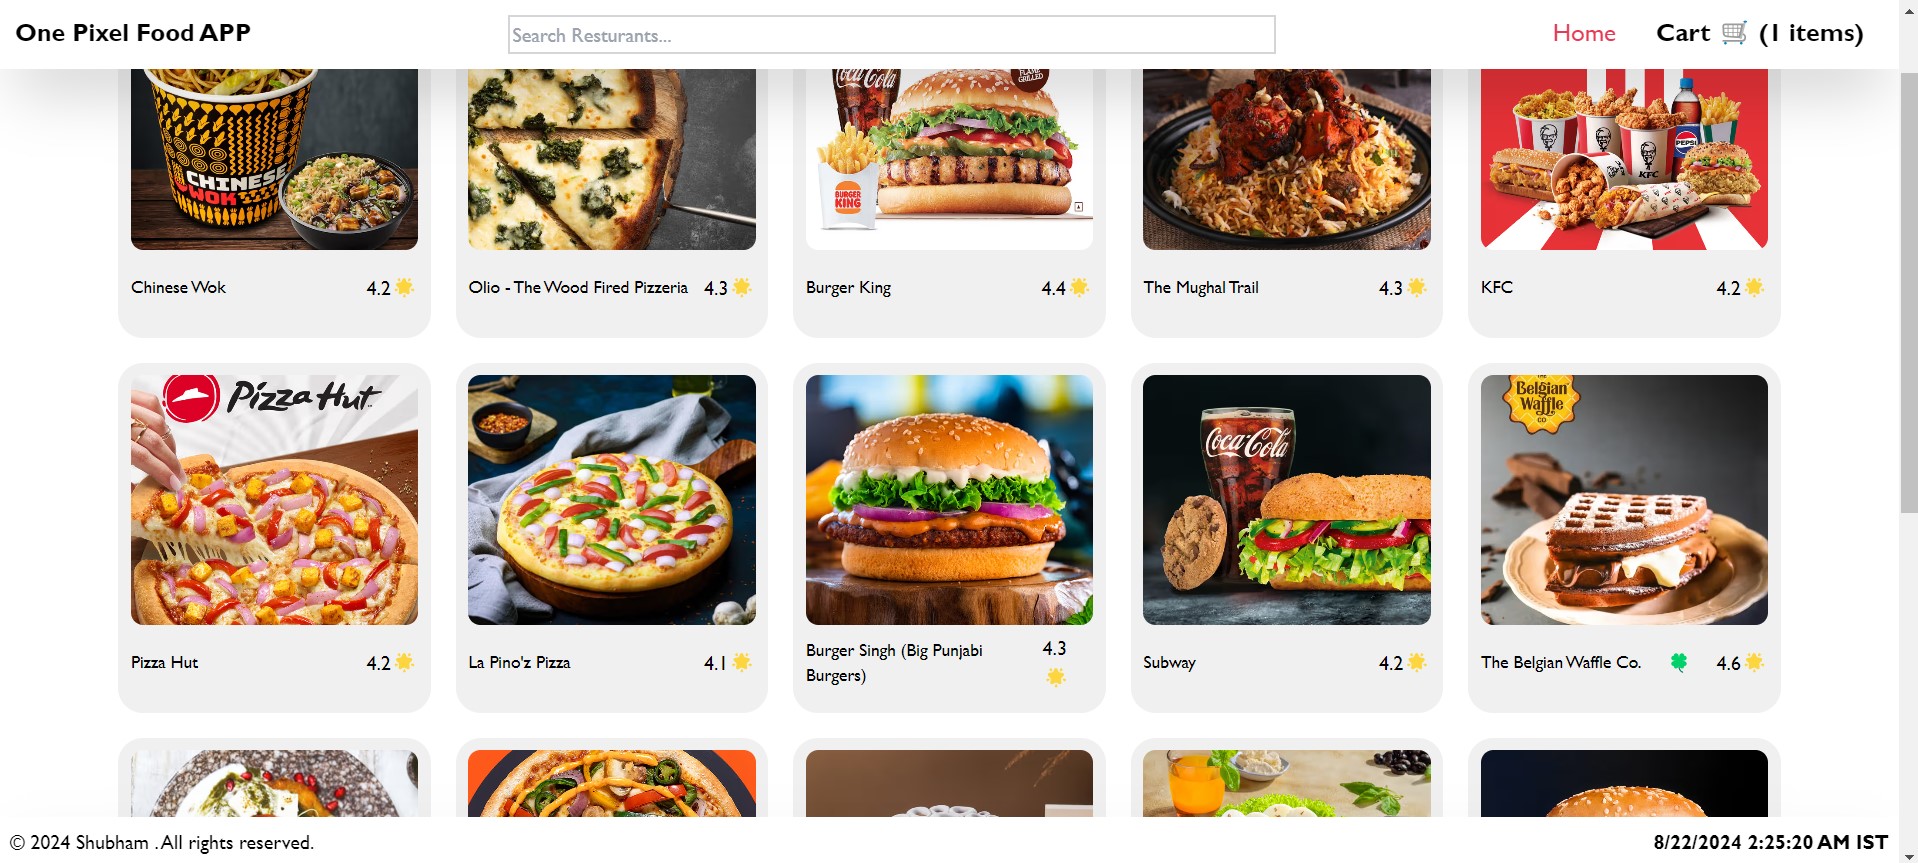 One Pixel Food APP
Search Resturants...
Home
Cart 🛒 (1 items)
CHINESE
WOK
Coca-Cola
FLAME
GRILLED
BURGER
KING
PEPSI
KFC
Chinese Wok 4.2
Olio - The Wood Fired Pizzeria 4.3
Burger King 4.4
The Mughal Trail 4.3
KFC 4.2
Pizza Hut
Coca-Cola
THE
Belgian
Waffle
CO
Pizza Hut 4.2
La Pino'z Pizza 4.1
Burger Singh (Big Punjabi
Burgers)
4.3
Subway 4.2
The Belgian Waffle Co. 4.6
© 2024 Shubham . All rights reserved.
8/22/2024 2:25:20 AM IST